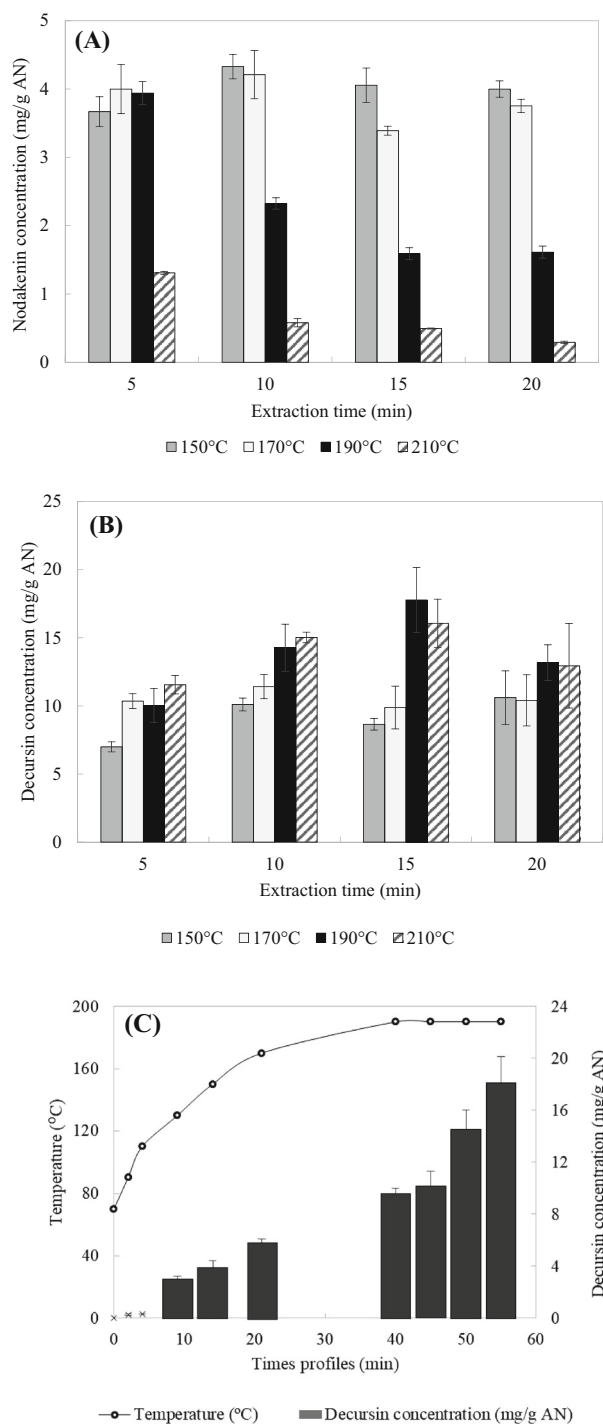 (A)
Nodakenin concentration (mg/g AN)
5
4
3
2
1
0
5 10 15 20
Extraction time (min)
150°C 170°C 190°C 210°C
(B)
Decursin concentration (mg/g AN)
25
20
15
10
5
0
5 10 15 20
Extraction time (min)
150°C 170°C 190°C 210°C
(C)
Temperature (°C)
200
160
120
80
40
0
24
20
16
12
8
4
0
Decursin concentration (mg/g AN)
0 10 20 30 40 50 60
Times profiles (min)
Temperature (°C) Decursin concentration (mg/g AN)